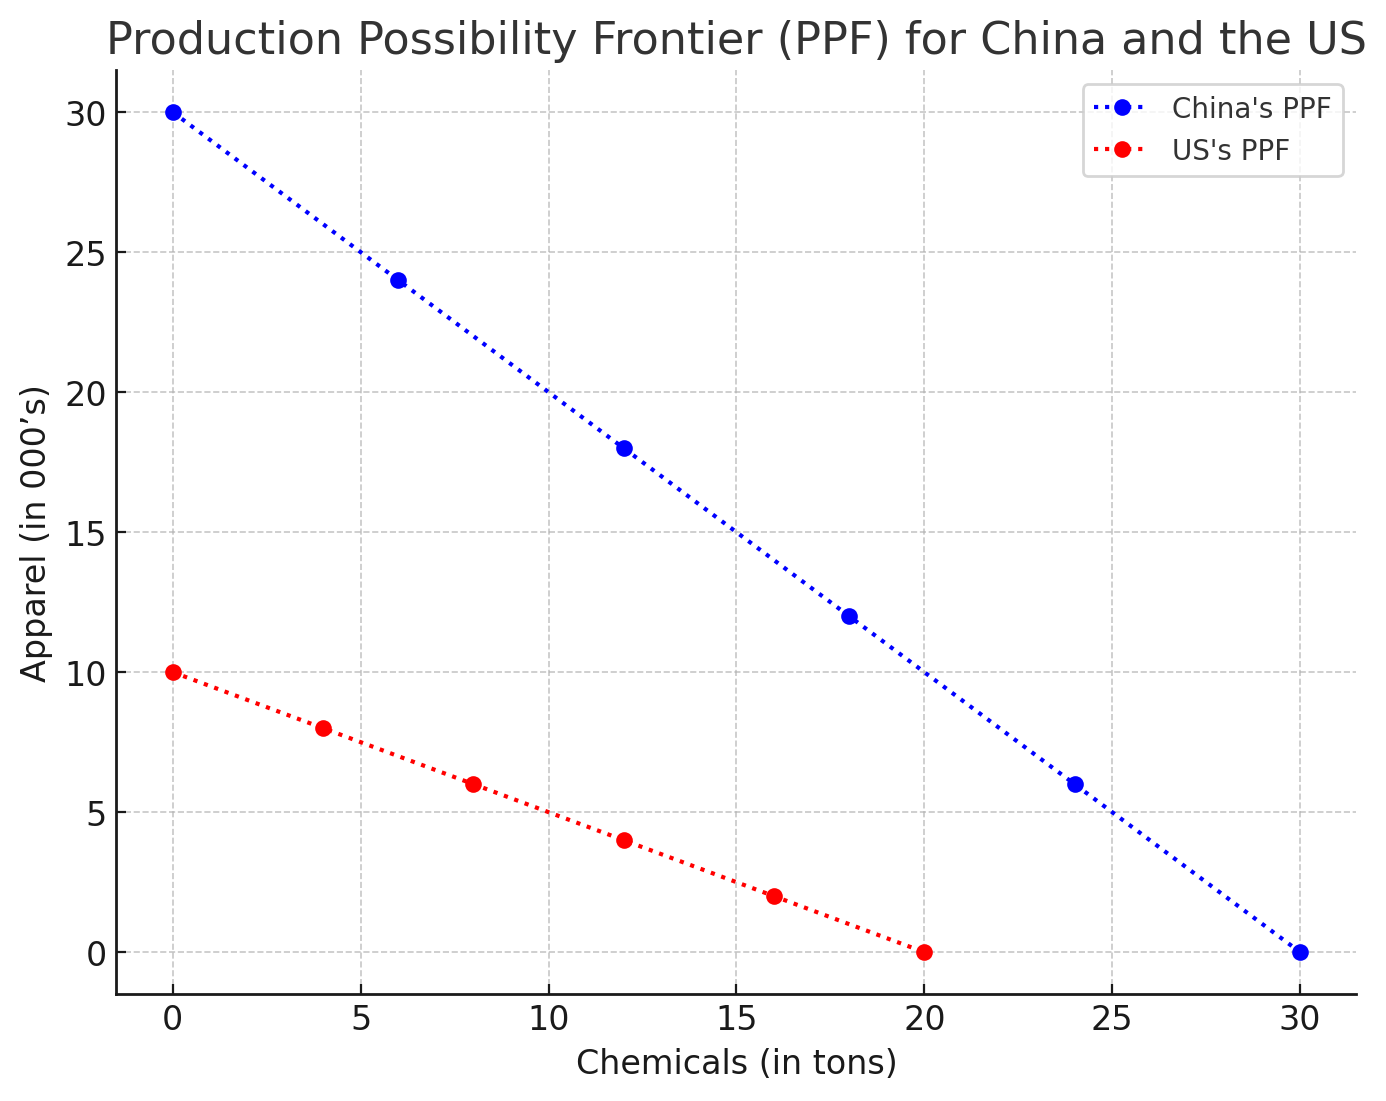 Production Possibility Frontier (PPF) for China and the US
China's PPF
US's PPF
30
25
20
15
10
5
0
Apparel (in 000’s)
0 5 10 15 20 25 30
Chemicals (in tons)